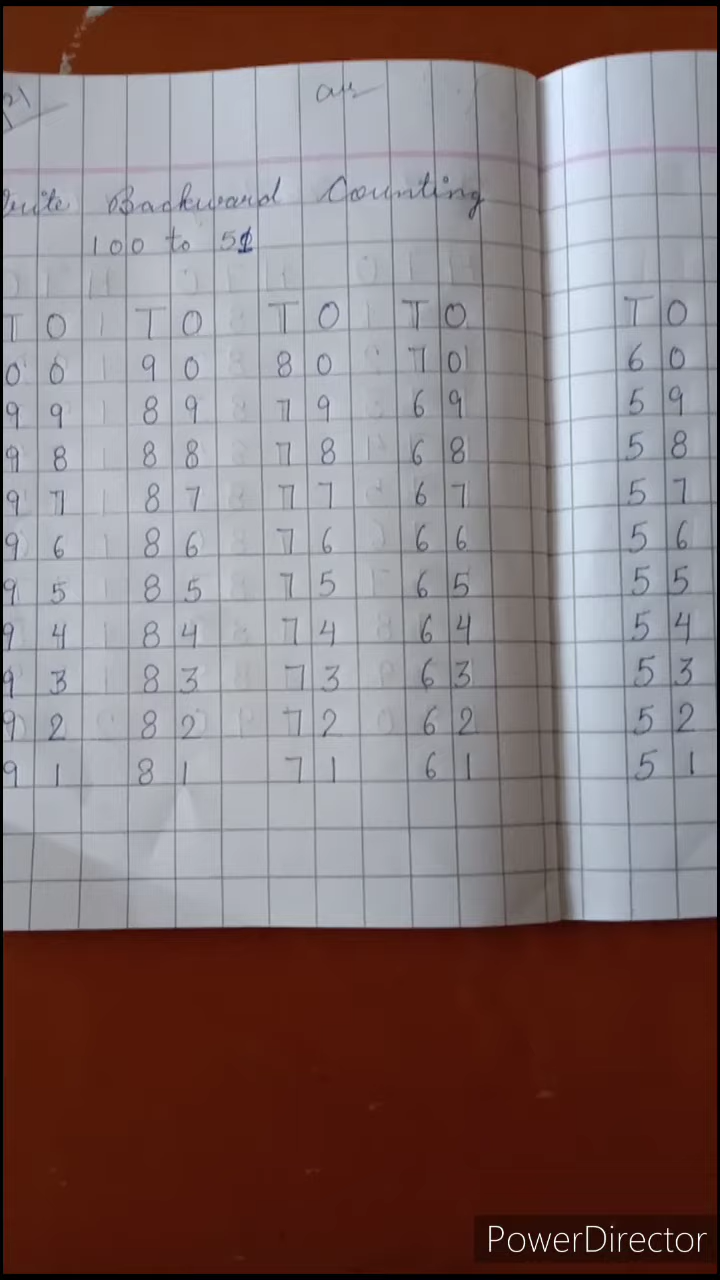 Write Backward Counting
100 to 51
T O T O T O T O T O
0 0 9 0 8 0 7 0 6 0
9 9 8 9 7 9 6 9 5 9
9 8 8 8 7 8 6 8 5 8
9 7 8 7 7 7 6 7 5 7
9 6 8 6 7 6 6 6 5 6
9 5 8 5 7 5 6 5 5 5
9 4 8 4 7 4 6 4 5 4
9 3 8 3 7 3 6 3 5 3
9 2 8 2 7 2 6 2 5 2
9 1 8 1 7 1 6 1 5 1
PowerDirector